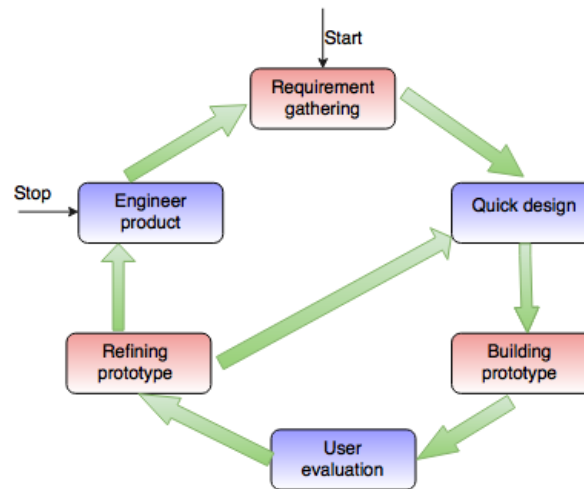 Start
Requirement
gathering
Stop
Engineer
product
Quick design
Refining
prototype
Building
prototype
User
evaluation